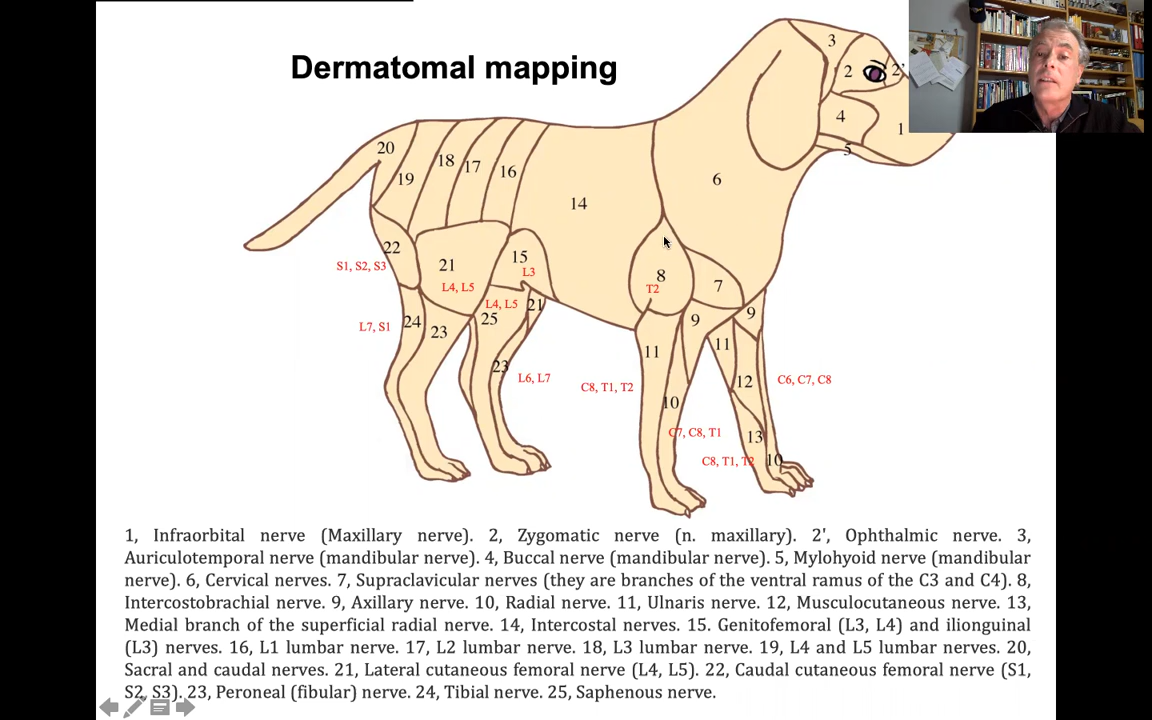 Dermatomal mapping
3
2
2'
4
1
5
20
18
17
16
19
14
6
22
S1, S2, S3
21
L4, L5
15
L3
8
T2
7
L4, L5
21
25
9
9
L7, S1
24
23
11
11
23
L6, L7
C8, T1, T2
12
C6, C7, C8
10
C7, C8, T1
13
C8, T1, T2
10
1, Infraorbital nerve (Maxillary nerve). 2, Zygomatic nerve (n. maxillary). 2', Ophthalmic nerve. 3,
Auriculotemporal nerve (mandibular nerve). 4, Buccal nerve (mandibular nerve). 5, Mylohyoid nerve (mandibular
nerve). 6, Cervical nerves. 7, Supraclavicular nerves (they are branches of the ventral ramus of the C3 and C4). 8,
Intercostobrachial nerve. 9, Axillary nerve. 10, Radial nerve. 11, Ulnaris nerve. 12, Musculocutaneous nerve. 13,
Medial branch of the superficial radial nerve. 14, Intercostal nerves. 15. Genitofemoral (L3, L4) and ilionguinal
(L3) nerves. 16, L1 lumbar nerve. 17, L2 lumbar nerve. 18, L3 lumbar nerve. 19, L4 and L5 lumbar nerves. 20,
Sacral and caudal nerves. 21, Lateral cutaneous femoral nerve (L4, L5). 22, Caudal cutaneous femoral nerve (S1,
S2, S3). 23, Peroneal (fibular) nerve. 24, Tibial nerve. 25, Saphenous nerve.